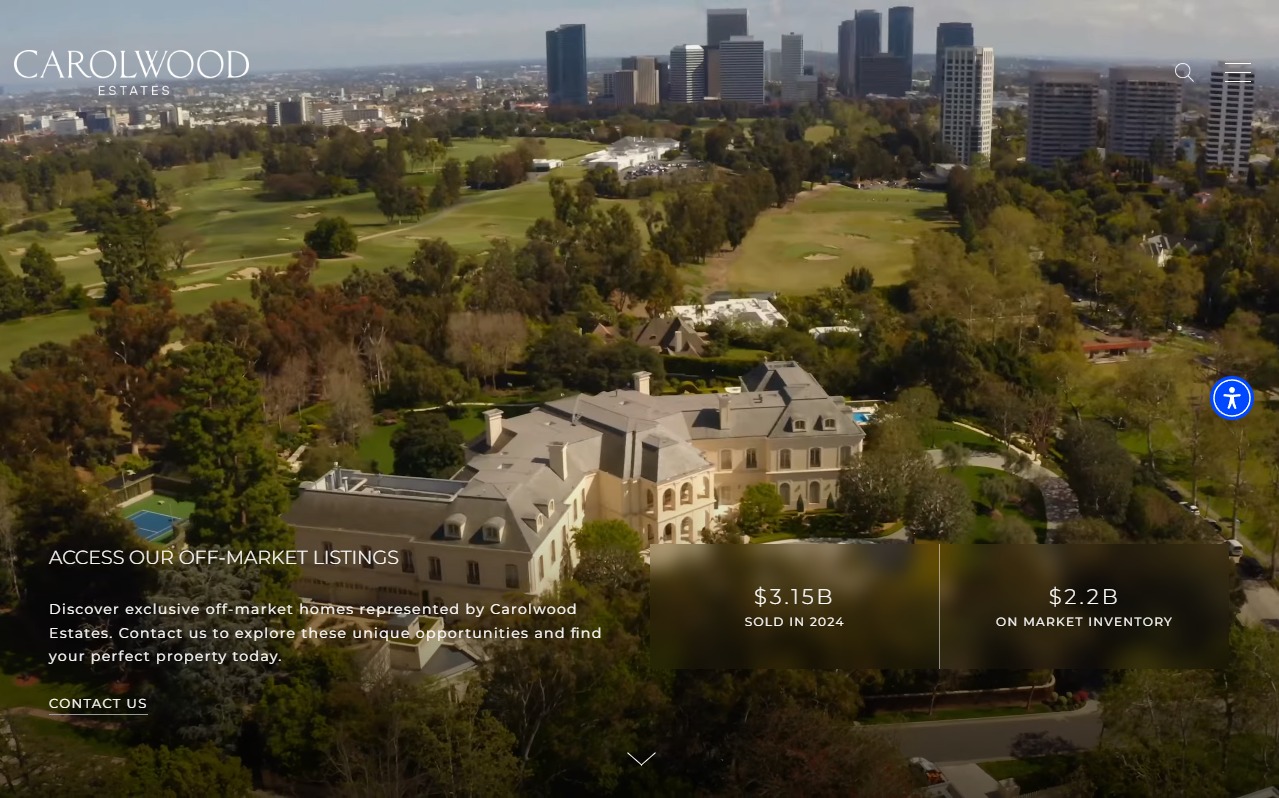 CAROLWOOD
ESTATES
ACCESS OUR OFF-MARKET LISTINGS
Discover exclusive off-market homes represented by Carolwood
Estates. Contact us to explore these unique opportunities and find
your perfect property today.
CONTACT US
$3.15B
SOLD IN 2024
$2.2B
ON MARKET INVENTORY